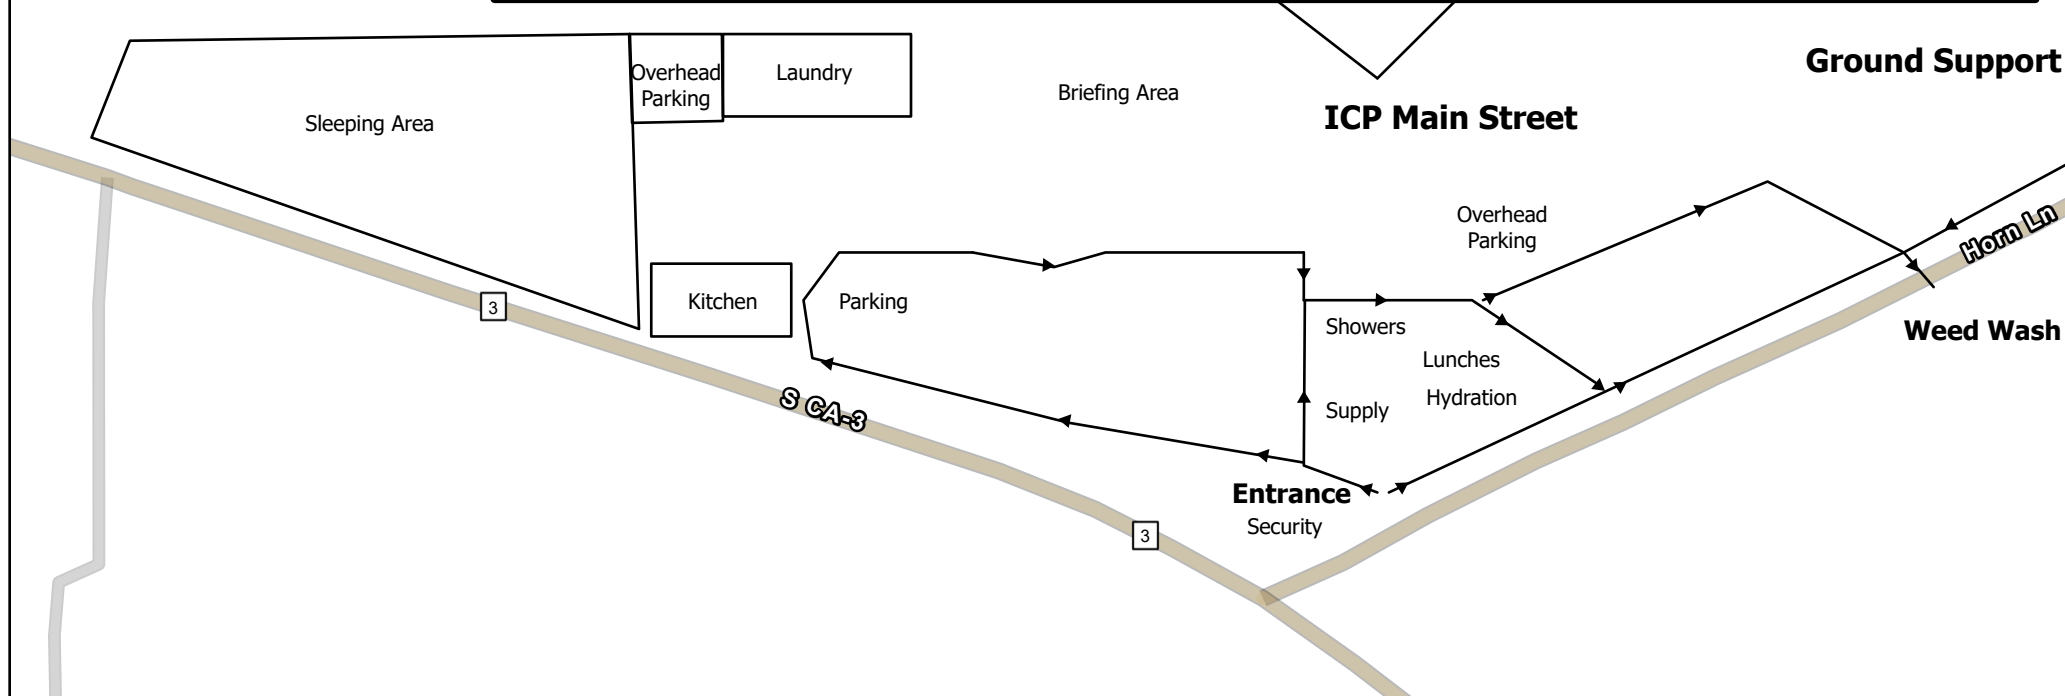 Ground Support
Overhead
Parking
Laundry
Briefing Area
ICP Main Street
Sleeping Area
Overhead
Parking
Horn Ln
Kitchen
Parking
3
Showers
Weed Wash
Lunches
Hydration
Supply
S CA-3
Entrance
Security
3